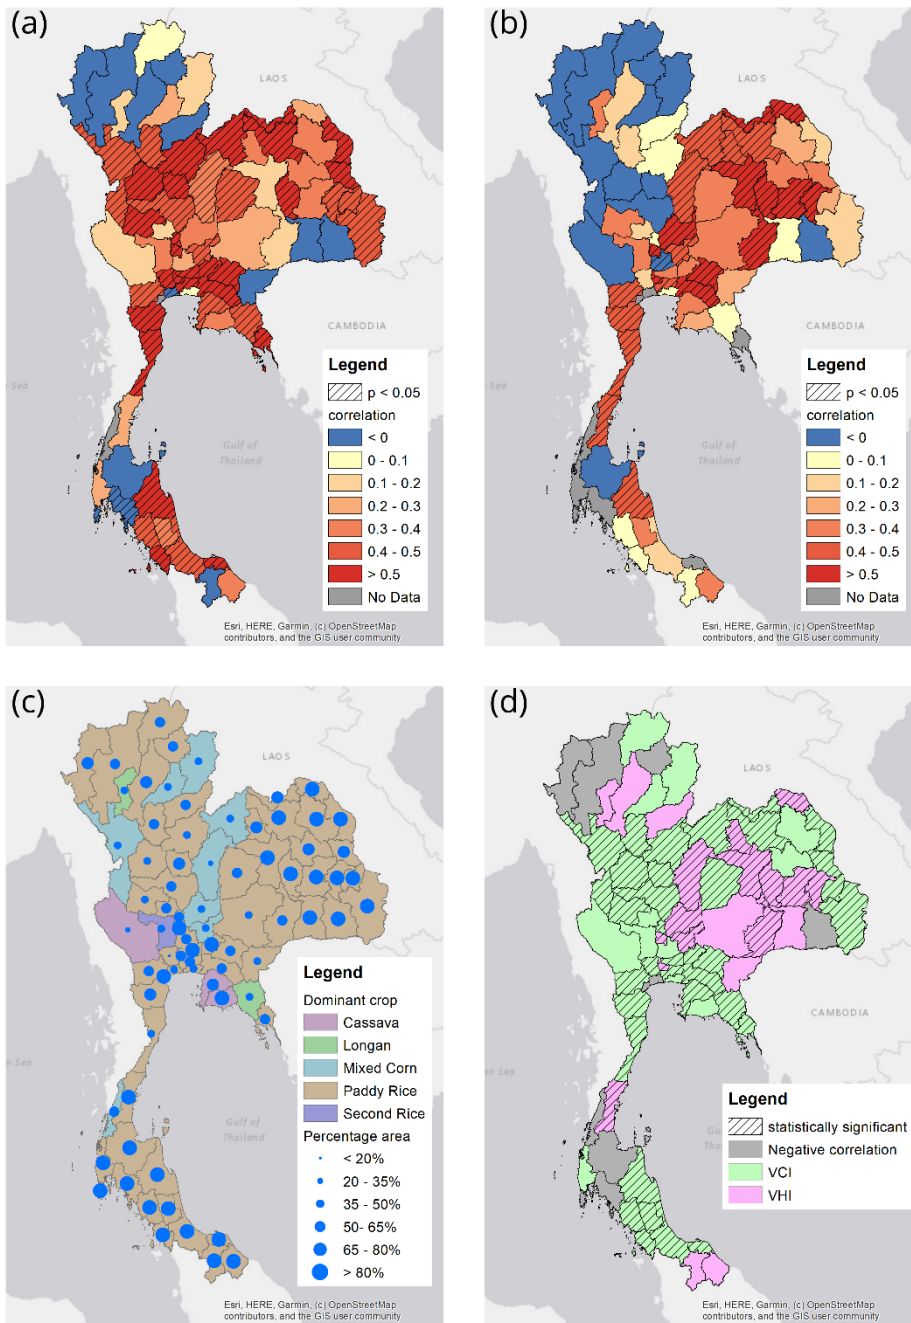 (a)
LAOS
CAMBODIA
Gulf of
Thailand
Legend
p < 0.05
correlation
< 0
0 - 0.1
0.1 - 0.2
0.2 - 0.3
0.3 - 0.4
0.4 - 0.5
> 0.5
No Data
Esri, HERE, Garmin, (c) OpenStreetMap
contributors, and the GIS user community
(b)
LAOS
CAMBODIA
Gulf of
Thailand
Legend
p < 0.05
correlation
< 0
0 - 0.1
0.1 - 0.2
0.2 - 0.3
0.3 - 0.4
0.4 - 0.5
> 0.5
No Data
Esri, HERE, Garmin, (c) OpenStreetMap
contributors, and the GIS user community
(c)
LAOS
Sea
Gulf of
Thailand
Legend
Dominant crop
Cassava
Longan
Mixed Corn
Paddy Rice
Second Rice
Percentage area
< 20%
20 - 35%
35 - 50%
50- 65%
65 - 80%
> 80%
Esri, HERE, Garmin, (c) OpenStreetMap
contributors, and the GIS user community
(d)
LAOS
CAMBODIA
Sea
Gulf of
Legend
statistically significant
Negative correlation
VCI
VHI
Esri, HERE, Garmin, (c) OpenStreetMap
contributors, and the GIS user community